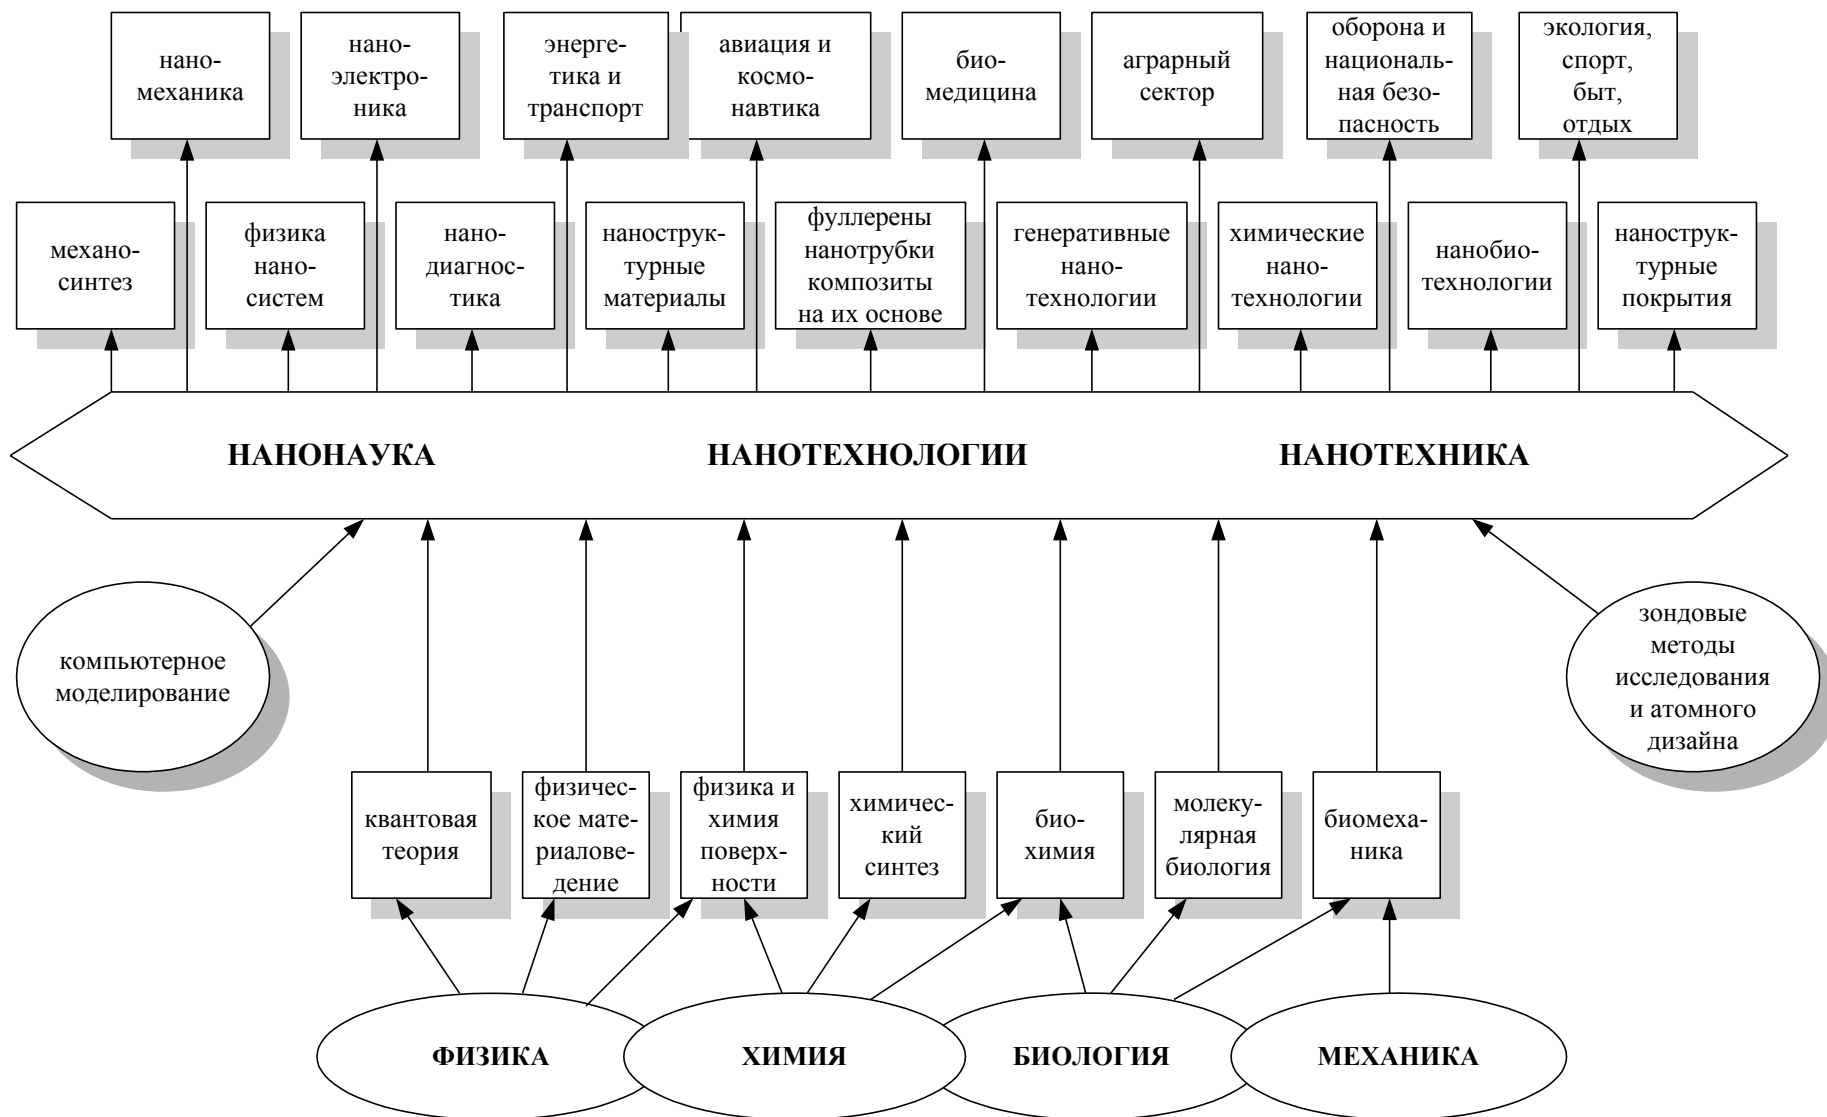 нано-
механика
нано-
электро-
ника
энерге-
тика и
транспорт
авиация и
космо-
навтика
био-
медицина
аграрный
сектор
оборона и
националь-
ная безо-
пасность
экология,
спорт,
быт,
отдых
механо-
синтез
физика
нано-
систем
нано-
диагнос-
тика
нанострук-
турные
материалы
фуллерены
нанотрубки
композиты
на их основе
генеративные
нано-
технологии
химические
нано-
технологии
нанобио-
технологии
нанострук-
турные
покрытия
НАНОНАУКА
НАНОТЕХНОЛОГИИ
НАНОТЕХНИКА
компьютерное
моделирование
зондовые
методы
исследования
и атомного
дизайна
квантовая
теория
физичес-
кое мате-
риалове-
дение
физика и
химия
поверх-
ности
химичес-
кий
синтез
био-
химия
молеку-
лярная
биология
биомеха-
ника
ФИЗИКА
ХИМИЯ
БИОЛОГИЯ
МЕХАНИКА